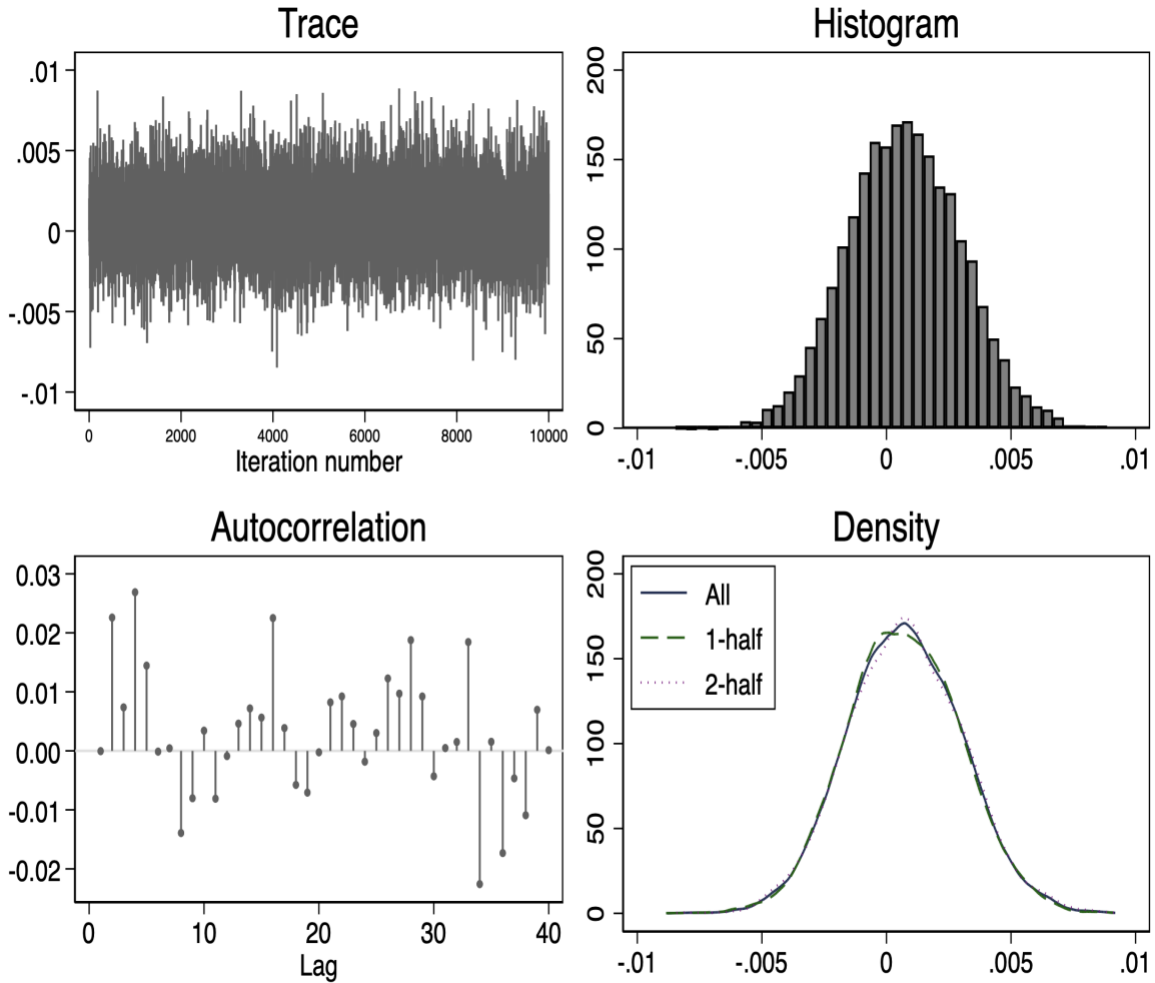 Trace
.01
.005
0
-.005
-.01
0 2000 4000 6000 8000 10000
Iteration number
Histogram
200
150
100
50
0
-.01 -.005 0 .005 .01
Autocorrelation
0.03
0.02
0.01
0.00
-0.01
-0.02
0 10 20 30 40
Lag
Density
200
150
100
50
0
All
1-half
2-half
-.01 -.005 0 .005 .01